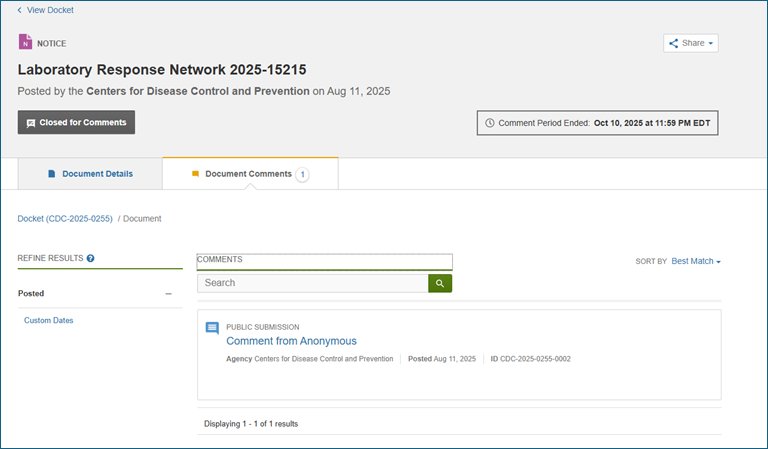 View Docket
N NOTICE
Share
Laboratory Response Network 2025-15215
Posted by the Centers for Disease Control and Prevention on Aug 11, 2025
Closed for Comments
Comment Period Ended: Oct 10, 2025 at 11:59 PM EDT
Document Details
Document Comments 1
Docket (CDC-2025-0255) / Document
REFINE RESULTS ?
COMMENTS
SORT BY Best Match
Search
Posted
Custom Dates
PUBLIC SUBMISSION
Comment from Anonymous
Agency Centers for Disease Control and Prevention Posted Aug 11, 2025 ID CDC-2025-0255-0002
Displaying 1 - 1 of 1 results